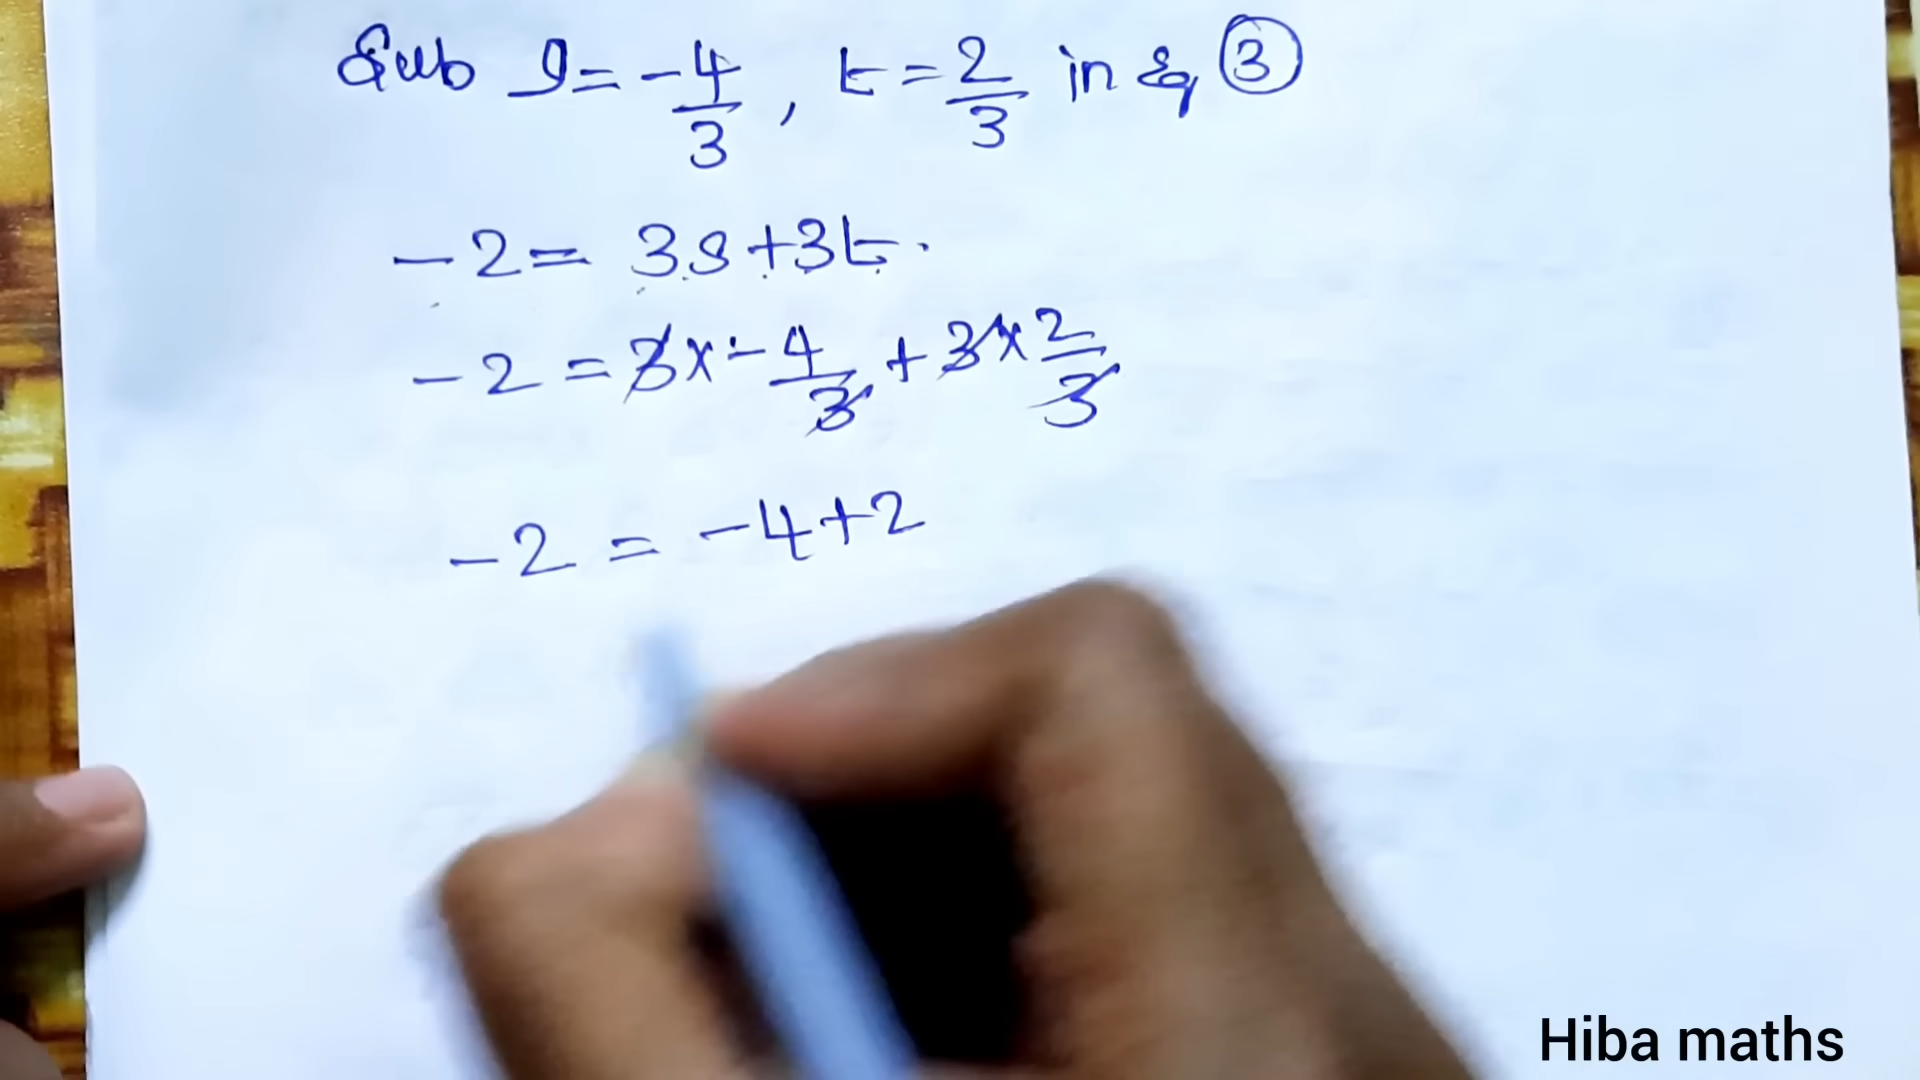 Sub s = -4/3, t = 2/3 in Eq ③
-2 = 3s + 3t.
-2 = 3 x -4/3 + 3 x 2/3
-2 = -4 + 2
Hiba maths